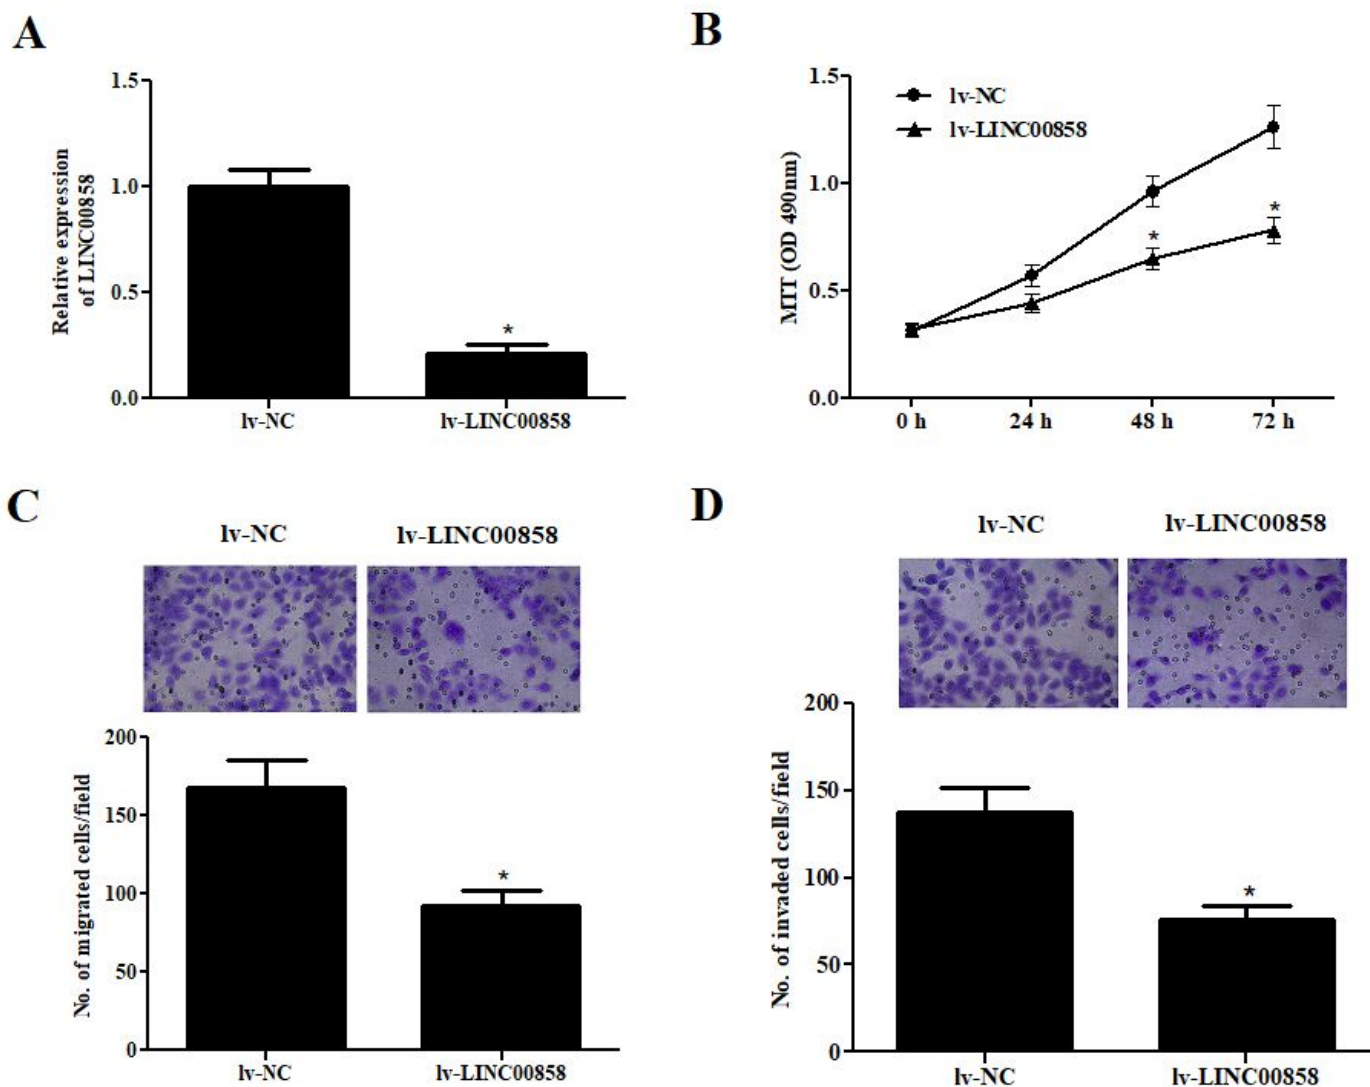 A
1.5
1.0
0.5
0.0
Relative expression
of LINC00858
*
lv-NC
lv-LINC00858
B
1.5
1.0
0.5
0.0
MTT (OD 490nm)
lv-NC
lv-LINC00858
*
*
0 h
24 h
48 h
72 h
C
lv-NC
lv-LINC00858
200
150
100
50
0
No. of migrated cells/field
*
lv-NC
lv-LINC00858
D
lv-NC
lv-LINC00858
200
150
100
50
0
No. of invaded cells/field
*
lv-NC
lv-LINC00858